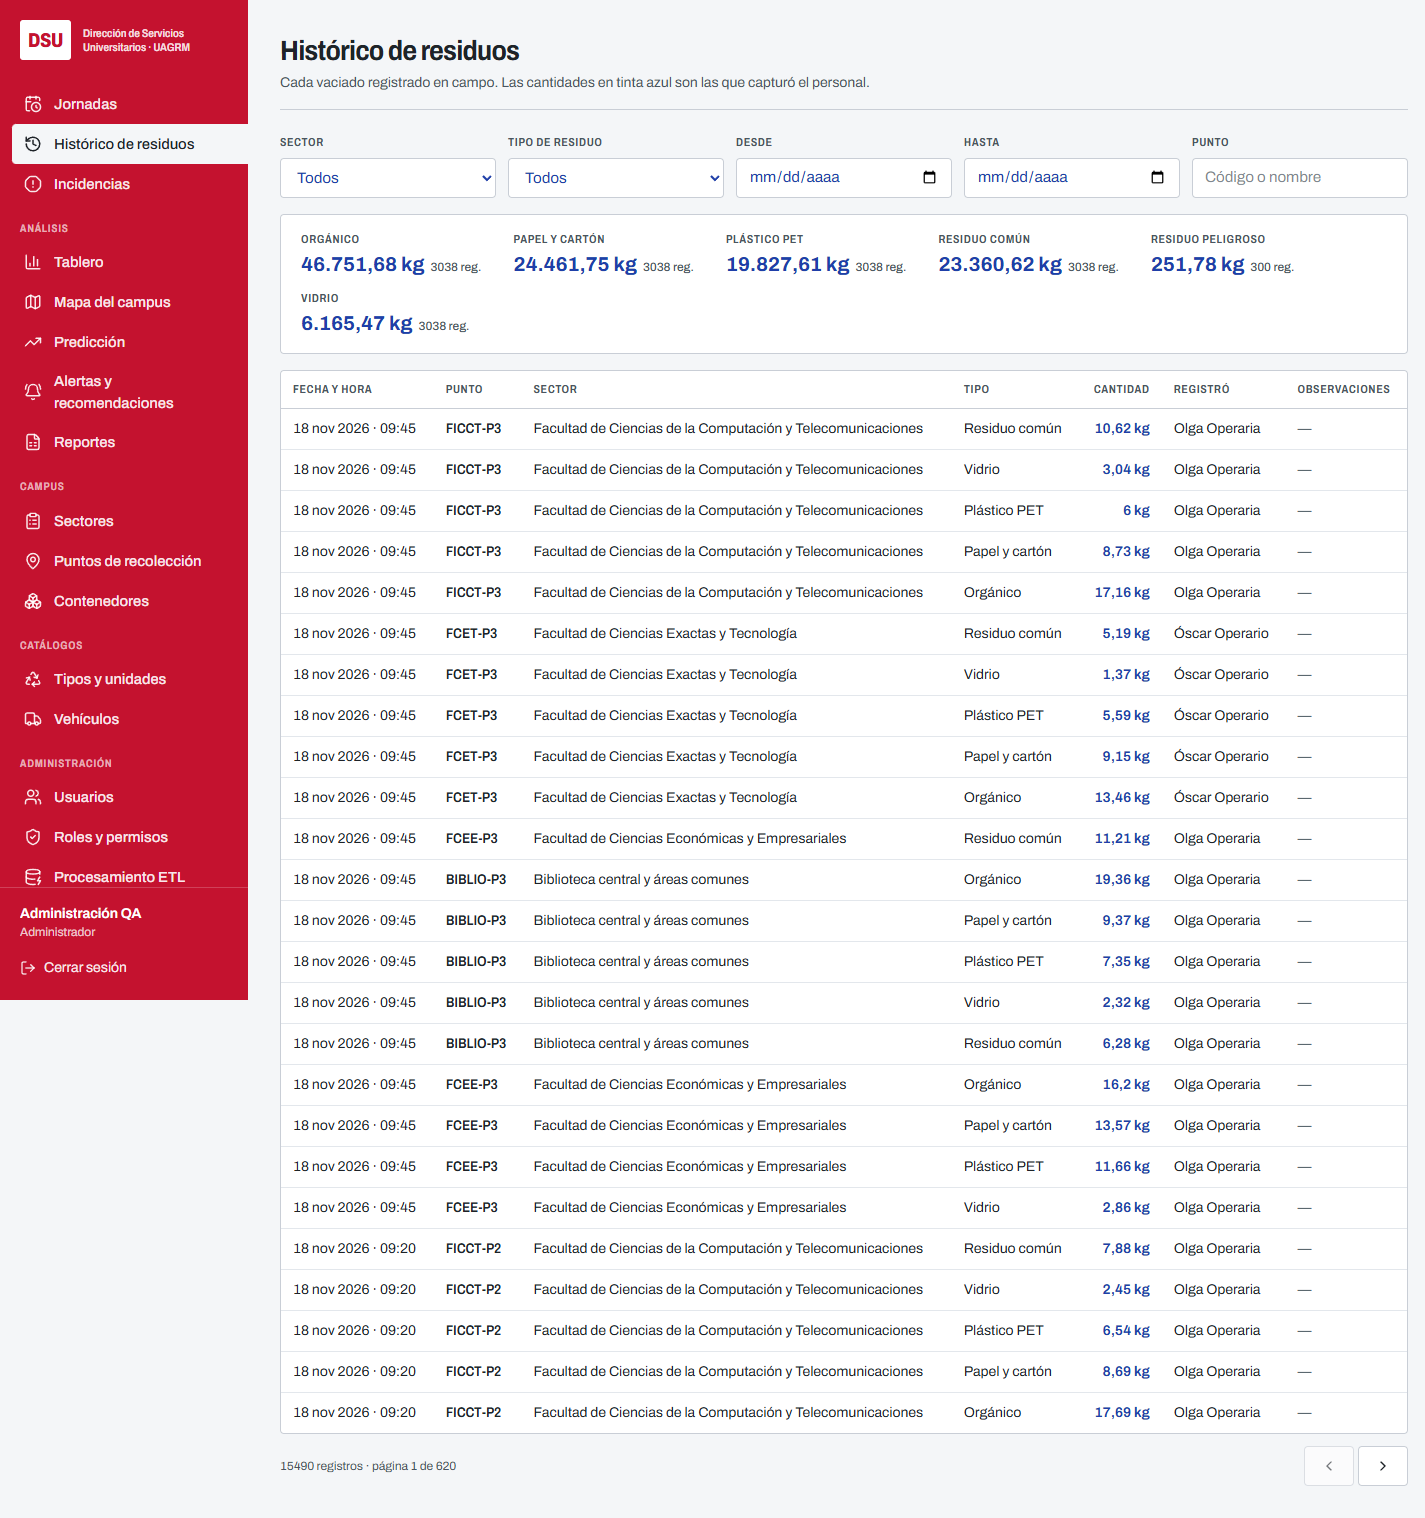 DSU
Dirección de Servicios
Universitarios · UAGRM
Jornadas
Histórico de residuos
Incidencias
ANÁLISIS
Tablero
Mapa del campus
Predicción
Alertas y
recomendaciones
Reportes
CAMPUS
Sectores
Puntos de recolección
Contenedores
CATÁLOGOS
Tipos y unidades
Vehículos
ADMINISTRACIÓN
Usuarios
Roles y permisos
Procesamiento ETL
Administración QA
Administrador
Cerrar sesión
Histórico de residuos
Cada vaciado registrado en campo. Las cantidades en tinta azul son las que capturó el personal.
SECTOR TIPO DE RESIDUO DESDE HASTA PUNTO
Todos Todos mm/dd/aaaa mm/dd/aaaa Código o nombre
ORGÁNICO PAPEL Y CARTÓN PLÁSTICO PET RESIDUO COMÚN RESIDUO PELIGROSO
46.751,68 kg 3038 reg. 24.461,75 kg 3038 reg. 19.827,61 kg 3038 reg. 23.360,62 kg 3038 reg. 251,78 kg 300 reg.
VIDRIO
6.165,47 kg 3038 reg.
FECHA Y HORA PUNTO SECTOR TIPO CANTIDAD REGISTRÓ OBSERVACIONES
18 nov 2026 · 09:45 FICCT-P3 Facultad de Ciencias de la Computación y Telecomunicaciones Residuo común 10,62 kg Olga Operaria —
18 nov 2026 · 09:45 FICCT-P3 Facultad de Ciencias de la Computación y Telecomunicaciones Vidrio 3,04 kg Olga Operaria —
18 nov 2026 · 09:45 FICCT-P3 Facultad de Ciencias de la Computación y Telecomunicaciones Plástico PET 6 kg Olga Operaria —
18 nov 2026 · 09:45 FICCT-P3 Facultad de Ciencias de la Computación y Telecomunicaciones Papel y cartón 8,73 kg Olga Operaria —
18 nov 2026 · 09:45 FICCT-P3 Facultad de Ciencias de la Computación y Telecomunicaciones Orgánico 17,16 kg Olga Operaria —
18 nov 2026 · 09:45 FCET-P3 Facultad de Ciencias Exactas y Tecnología Residuo común 5,19 kg Óscar Operario —
18 nov 2026 · 09:45 FCET-P3 Facultad de Ciencias Exactas y Tecnología Vidrio 1,37 kg Óscar Operario —
18 nov 2026 · 09:45 FCET-P3 Facultad de Ciencias Exactas y Tecnología Plástico PET 5,59 kg Óscar Operario —
18 nov 2026 · 09:45 FCET-P3 Facultad de Ciencias Exactas y Tecnología Papel y cartón 9,15 kg Óscar Operario —
18 nov 2026 · 09:45 FCET-P3 Facultad de Ciencias Exactas y Tecnología Orgánico 13,46 kg Óscar Operario —
18 nov 2026 · 09:45 FCEE-P3 Facultad de Ciencias Económicas y Empresariales Residuo común 11,21 kg Olga Operaria —
18 nov 2026 · 09:45 BIBLIO-P3 Biblioteca central y áreas comunes Orgánico 19,36 kg Olga Operaria —
18 nov 2026 · 09:45 BIBLIO-P3 Biblioteca central y áreas comunes Papel y cartón 9,37 kg Olga Operaria —
18 nov 2026 · 09:45 BIBLIO-P3 Biblioteca central y áreas comunes Plástico PET 7,35 kg Olga Operaria —
18 nov 2026 · 09:45 BIBLIO-P3 Biblioteca central y áreas comunes Vidrio 2,32 kg Olga Operaria —
18 nov 2026 · 09:45 BIBLIO-P3 Biblioteca central y áreas comunes Residuo común 6,28 kg Olga Operaria —
18 nov 2026 · 09:45 FCEE-P3 Facultad de Ciencias Económicas y Empresariales Orgánico 16,2 kg Olga Operaria —
18 nov 2026 · 09:45 FCEE-P3 Facultad de Ciencias Económicas y Empresariales Papel y cartón 13,57 kg Olga Operaria —
18 nov 2026 · 09:45 FCEE-P3 Facultad de Ciencias Económicas y Empresariales Plástico PET 11,66 kg Olga Operaria —
18 nov 2026 · 09:45 FCEE-P3 Facultad de Ciencias Económicas y Empresariales Vidrio 2,86 kg Olga Operaria —
18 nov 2026 · 09:20 FICCT-P2 Facultad de Ciencias de la Computación y Telecomunicaciones Residuo común 7,88 kg Olga Operaria —
18 nov 2026 · 09:20 FICCT-P2 Facultad de Ciencias de la Computación y Telecomunicaciones Vidrio 2,45 kg Olga Operaria —
18 nov 2026 · 09:20 FICCT-P2 Facultad de Ciencias de la Computación y Telecomunicaciones Plástico PET 6,54 kg Olga Operaria —
18 nov 2026 · 09:20 FICCT-P2 Facultad de Ciencias de la Computación y Telecomunicaciones Papel y cartón 8,69 kg Olga Operaria —
18 nov 2026 · 09:20 FICCT-P2 Facultad de Ciencias de la Computación y Telecomunicaciones Orgánico 17,69 kg Olga Operaria —
15490 registros · página 1 de 620